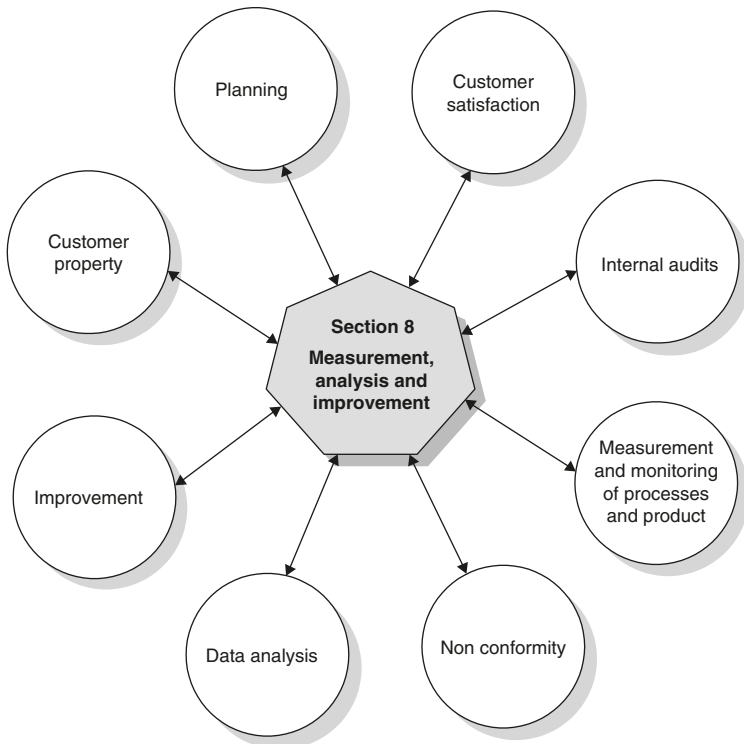 Planning
Customer
satisfaction
Customer
property
Internal audits
Section 8
Measurement,
analysis and
improvement
Improvement
Measurement
and monitoring
of processes
and product
Data analysis
Non conformity